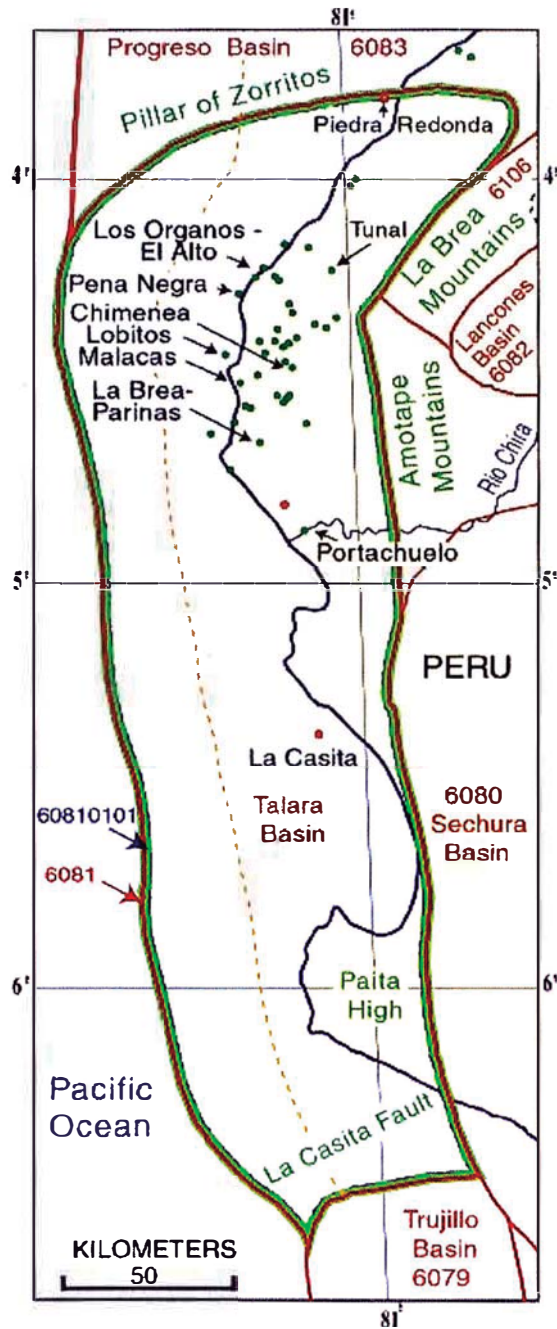 81°
Progreso Basin 6083
Pillar of Zorritos
Piedra Redonda
4°
4°
6106
La Brea
Mountains
Los Organos -
El Alto
Tunal
Pena Negra
Chimenea
Lobitos
Malacas
La Brea-
Parinas
Lancones
Basin
6082
Amotape
Mountains
Rio Chira
Portachuelo
5°
5°
PERU
La Casita
Talara
Basin
6080
Sechura
Basin
60810101
6081
6°
6°
Paita
High
Pacific
Ocean
La Casita Fault
KILOMETERS
50
Trujillo
Basin
6079
81°